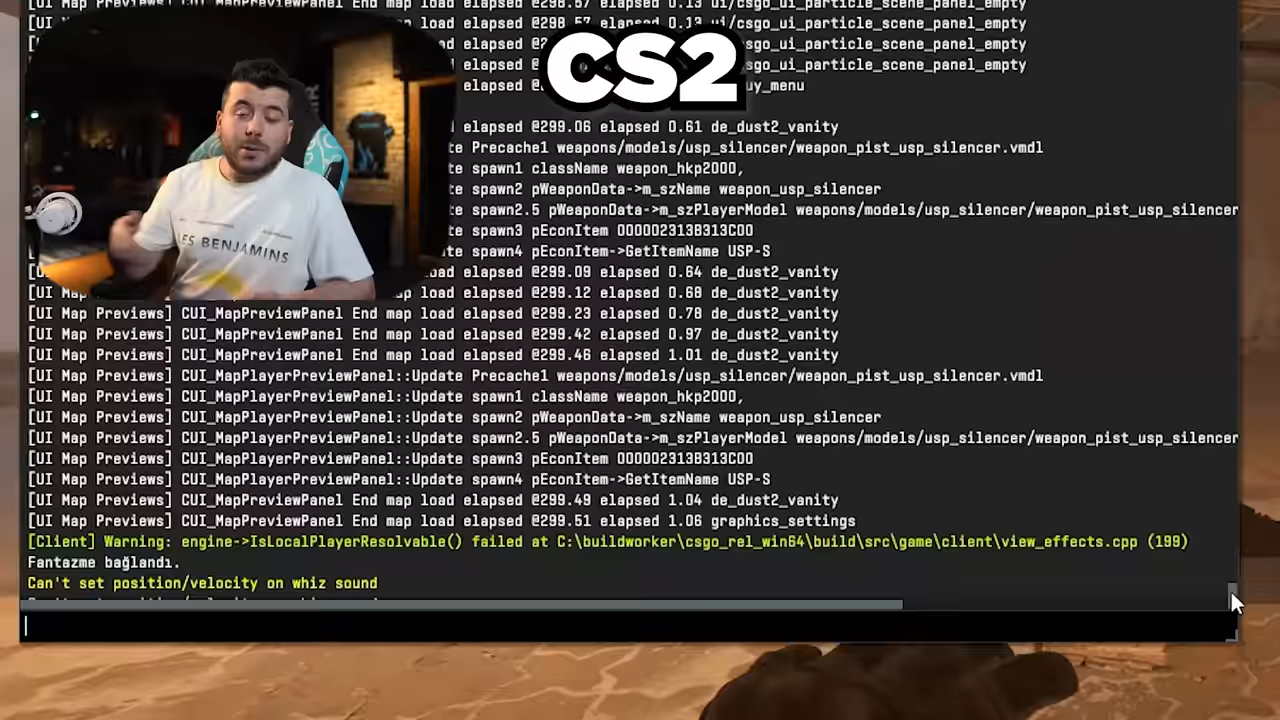 [UI Map Previews] CUI_MapPreviewPanel End map load elapsed @298.57 elapsed 0.13 ui/csgo_ui_particle_scene_panel_empty
map load elapsed @298.57 elapsed 0.13 ui/csgo_ui_particle_scene_panel_empty
csgo_ui_particle_scene_panel_empty
csgo_ui_particle_scene_panel_empty
CS2
elapsed
elapsed @299.06 elapsed 0.61 de_dust2_vanity
Precache1 weapons/models/usp_silencer/weapon_pist_usp_silencer.vmdl
spawn1 className weapon_hkp2000,
spawn2 pWeaponData->m_szName weapon_usp_silencer
spawn2.5 pWeaponData->m_szPlayerModel weapons/models/usp_silencer/weapon_pist_usp_silencer
spawn3 pEconItem 000002313B313C00
spawn4 pEconItem->GetItemName USP-S
LES BENJAMINS
map load elapsed @299.09 elapsed 0.64 de_dust2_vanity
[UI Map Previews] CUI_MapPreviewPanel End map load elapsed @299.12 elapsed 0.68 de_dust2_vanity
[UI Map Previews] CUI_MapPreviewPanel End map load elapsed @299.23 elapsed 0.78 de_dust2_vanity
[UI Map Previews] CUI_MapPreviewPanel End map load elapsed @299.42 elapsed 0.97 de_dust2_vanity
[UI Map Previews] CUI_MapPreviewPanel End map load elapsed @299.46 elapsed 1.01 de_dust2_vanity
[UI Map Previews] CUI_MapPlayerPreviewPanel::Update Precache1 weapons/models/usp_silencer/weapon_pist_usp_silencer.vmdl
[UI Map Previews] CUI_MapPlayerPreviewPanel::Update spawn1 className weapon_hkp2000,
[UI Map Previews] CUI_MapPlayerPreviewPanel::Update spawn2 pWeaponData->m_szName weapon_usp_silencer
[UI Map Previews] CUI_MapPlayerPreviewPanel::Update spawn2.5 pWeaponData->m_szPlayerModel weapons/models/usp_silencer/weapon_pist_usp_silencer
[UI Map Previews] CUI_MapPlayerPreviewPanel::Update spawn3 pEconItem 000002313B313C00
[UI Map Previews] CUI_MapPlayerPreviewPanel::Update spawn4 pEconItem->GetItemName USP-S
[UI Map Previews] CUI_MapPreviewPanel End map load elapsed @299.49 elapsed 1.04 de_dust2_vanity
[UI Map Previews] CUI_MapPreviewPanel End map load elapsed @299.51 elapsed 1.06 graphics_settings
[Client] Warning: engine->IsLocalPlayerResolvable() failed at C:\buildworker\csgo_rel_win64\build\src\game\client\view_effects.cpp (199)
Fantazme bağlandı.
Can't set position/velocity on whiz sound